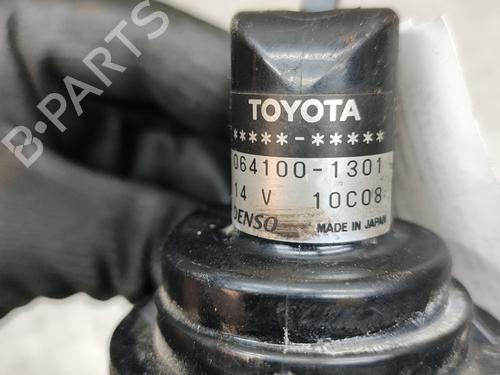 B-PARTS
TOYOTA
*****-*****
064100-1301
14 V 10C08
DENSO MADE IN JAPAN